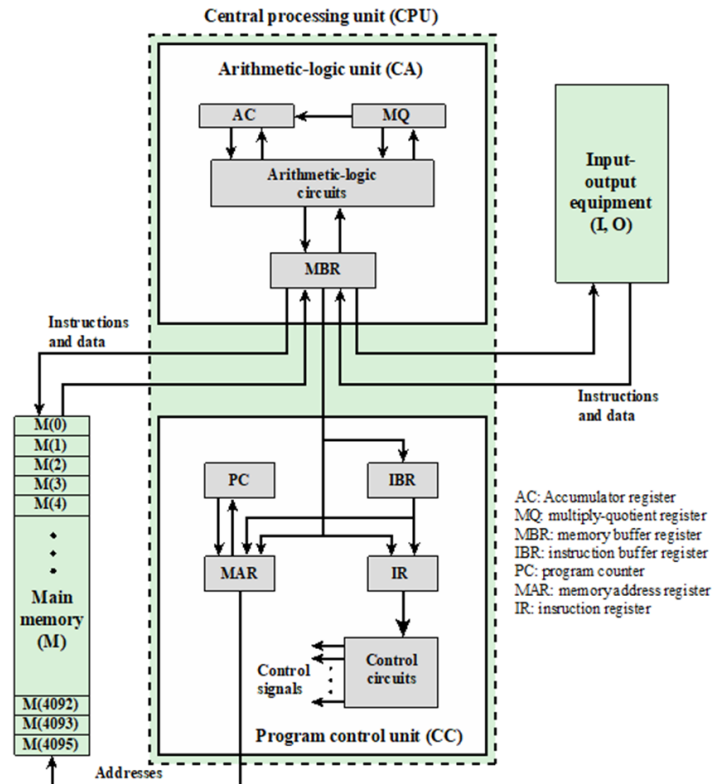 Central processing unit (CPU)
Arithmetic-logic unit (CA)
AC
MQ
Arithmetic-logic
circuits
MBR
Input-
output
equipment
(I, O)
Instructions
and data
Instructions
and data
M(0)
M(1)
M(2)
M(3)
M(4)
Main
memory
(M)
M(4092)
M(4093)
M(4095)
PC
IBR
MAR
IR
Control
circuits
Control
signals
Program control unit (CC)
Addresses
AC: Accumulator register
MQ: multiply-quotient register
MBR: memory buffer register
IBR: instruction buffer register
PC: program counter
MAR: memory address register
IR: insruction register